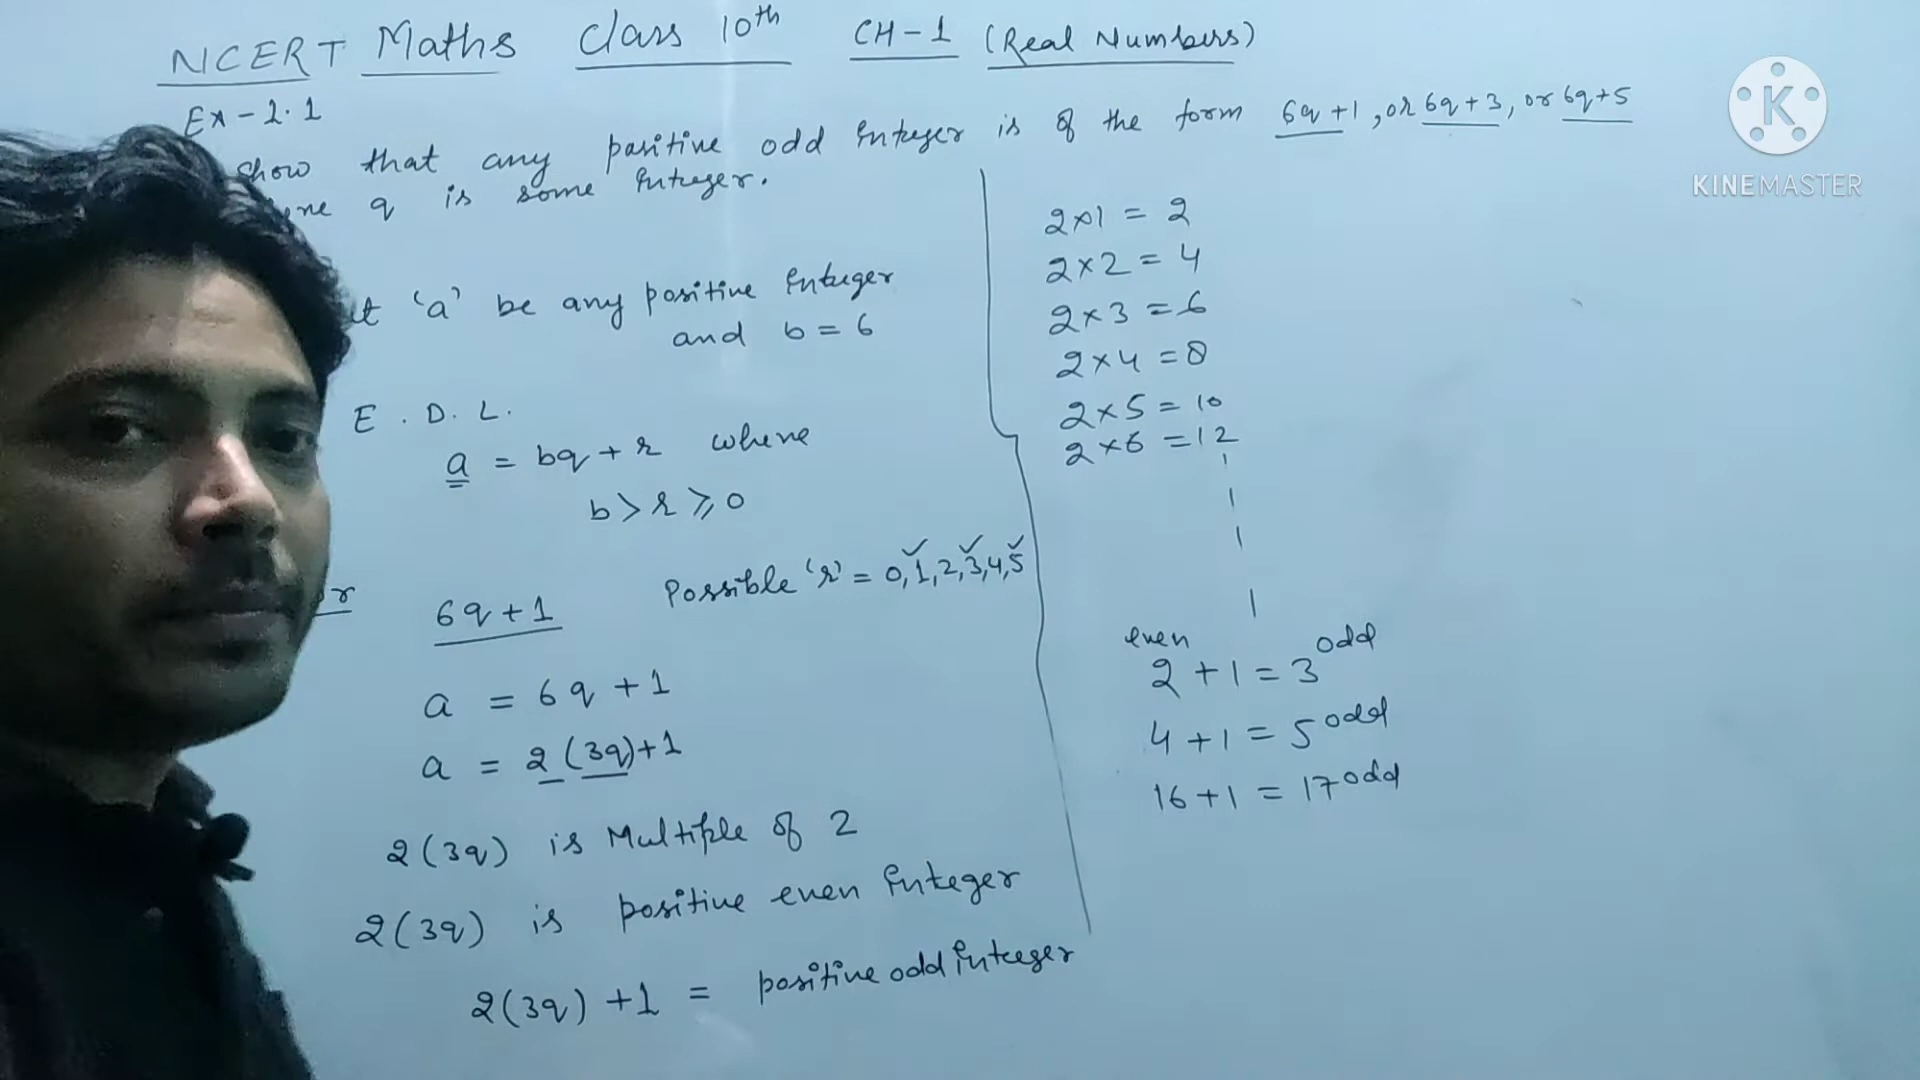 NCERT Maths Class 10th CH-1 (Real Numbers)
Ex-1.1
Show that any positive odd integer is of the form 6q+1, or 6q+3, or 6q+5
q is some integer.
'a' be any positive integer
and b = 6
E.D.L.
a = bq + r where
b > r ⩾ 0
Possible 'r' = 0,1,2,3,4,5
6q+1
a = 6q+1
a = 2(3q)+1
2(3q) is Multiple of 2
2(3q) is positive even integer
2(3q)+1 = positive odd integer
2×1 = 2
2×2 = 4
2×3 = 6
2×4 = 8
2×5 = 10
2×6 = 12
even odd
2+1 = 3
4+1 = 5 odd
16+1 = 17 odd
K
KINEMASTER